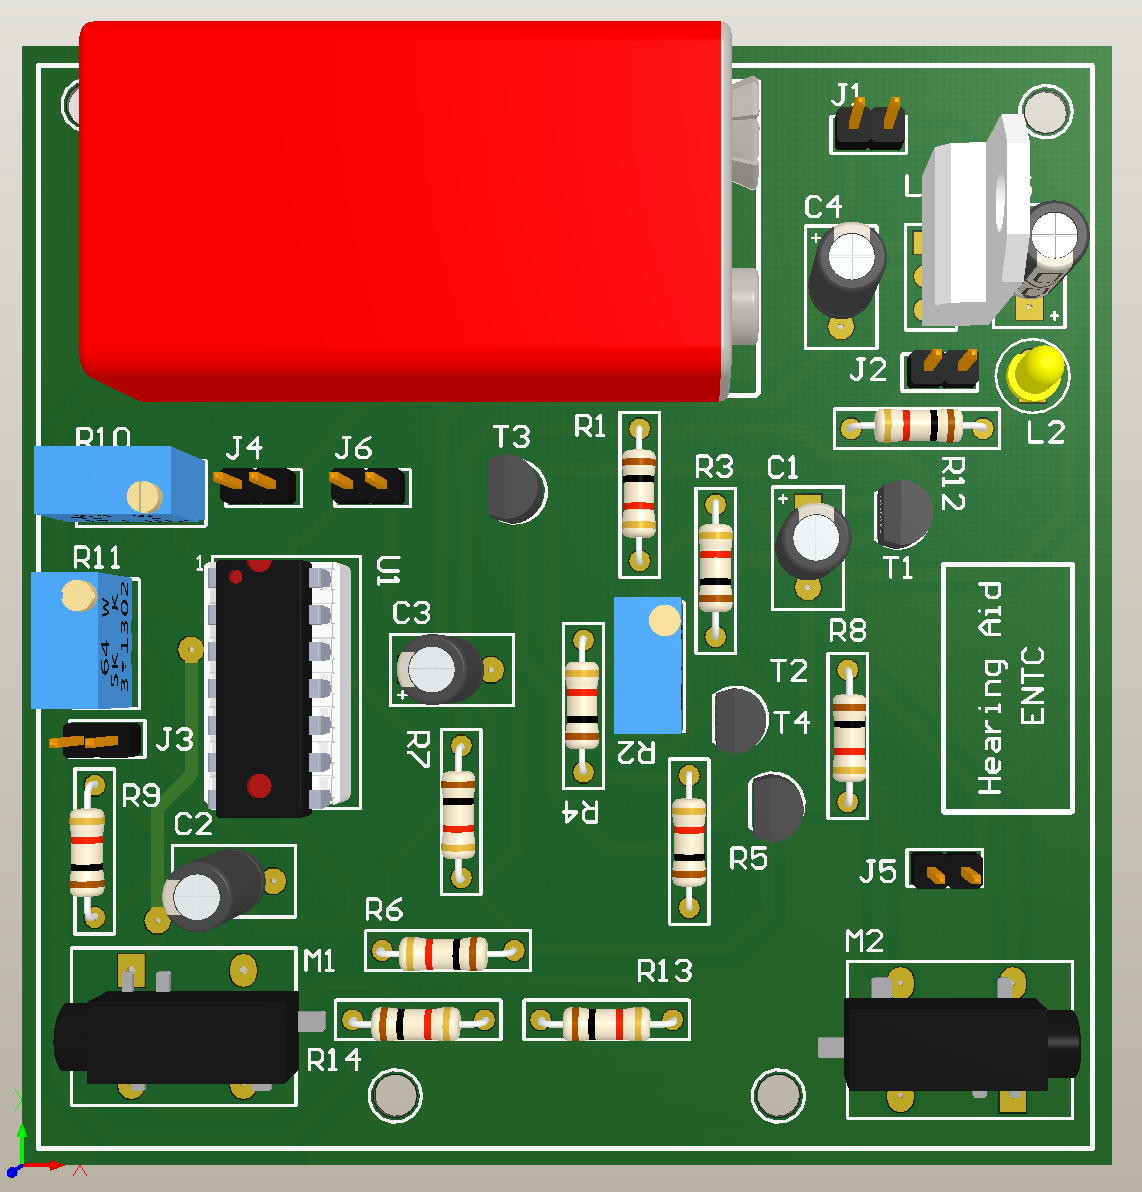 J1
C4
+
+
J2
L2
R10
J4
J6
T3
R1
R3
C1
+
R12
T1
R11
1
U1
C3
+
64 W
5K K
3-1302
R8
T2
T4
R2
R7
R4
J3
R9
C2
R5
J5
Hearing Aid
ENTC
R6
M1
R13
M2
R14
X